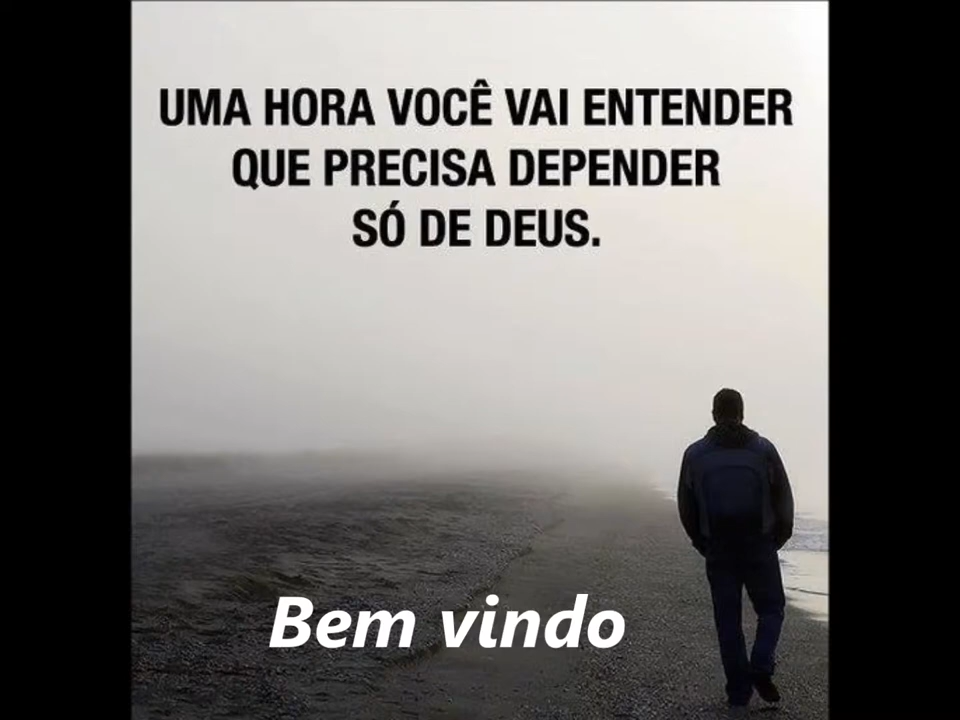 UMA HORA VOCÊ VAI ENTENDER
QUE PRECISA DEPENDER
SÓ DE DEUS.
Bem vindo